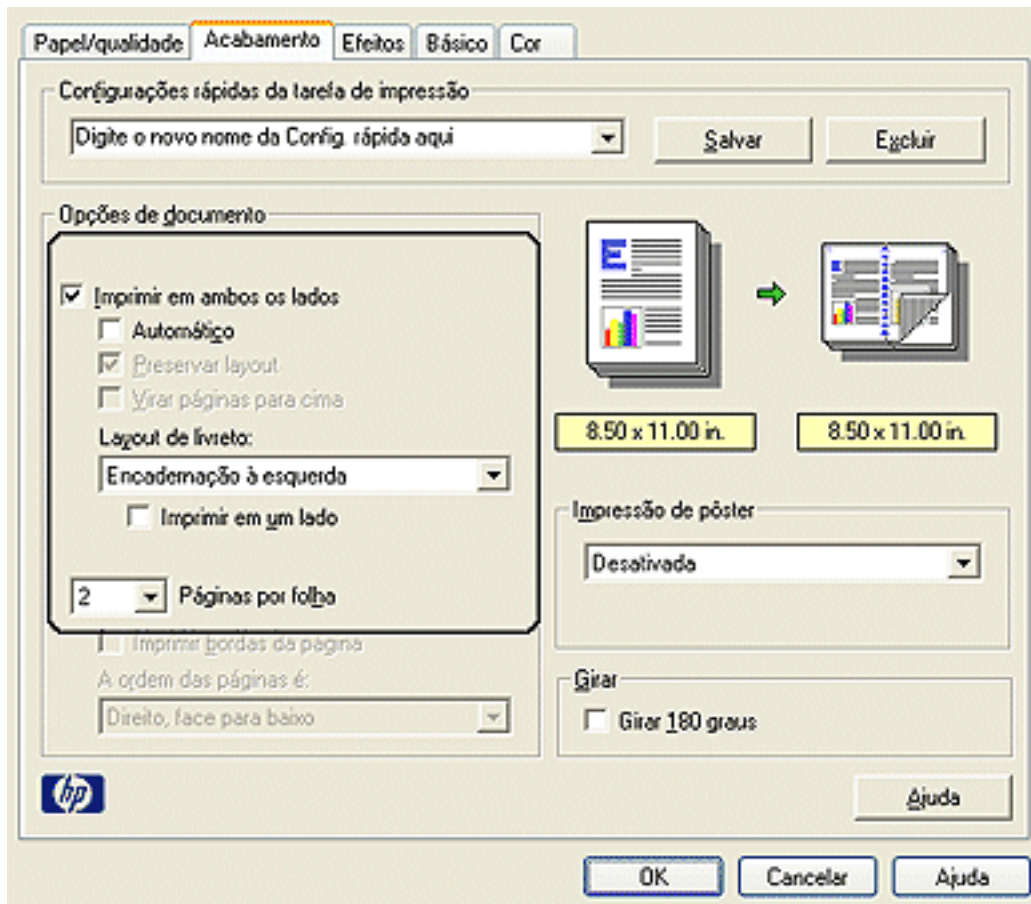 Papel/qualidade Acabamento Efeitos Básico Cor
Configurações rápidas da tarefa de impressão
Digite o novo nome da Config. rápida aqui Salvar Excluir
Opções de documento
Imprimir em ambos os lados
Automático
Preservar layout
Virar páginas para cima
Layout de livreto:
Encadernação à esquerda
Imprimir em um lado
2 Páginas por folha
Imprimir bordas da página
A ordem das páginas é:
Direito, face para baixo
E
8.50 x 11.00 in. 8.50 x 11.00 in.
Impressão de pôster
Desativada
Girar
Girar 180 graus
hp
Ajuda
OK Cancelar Ajuda